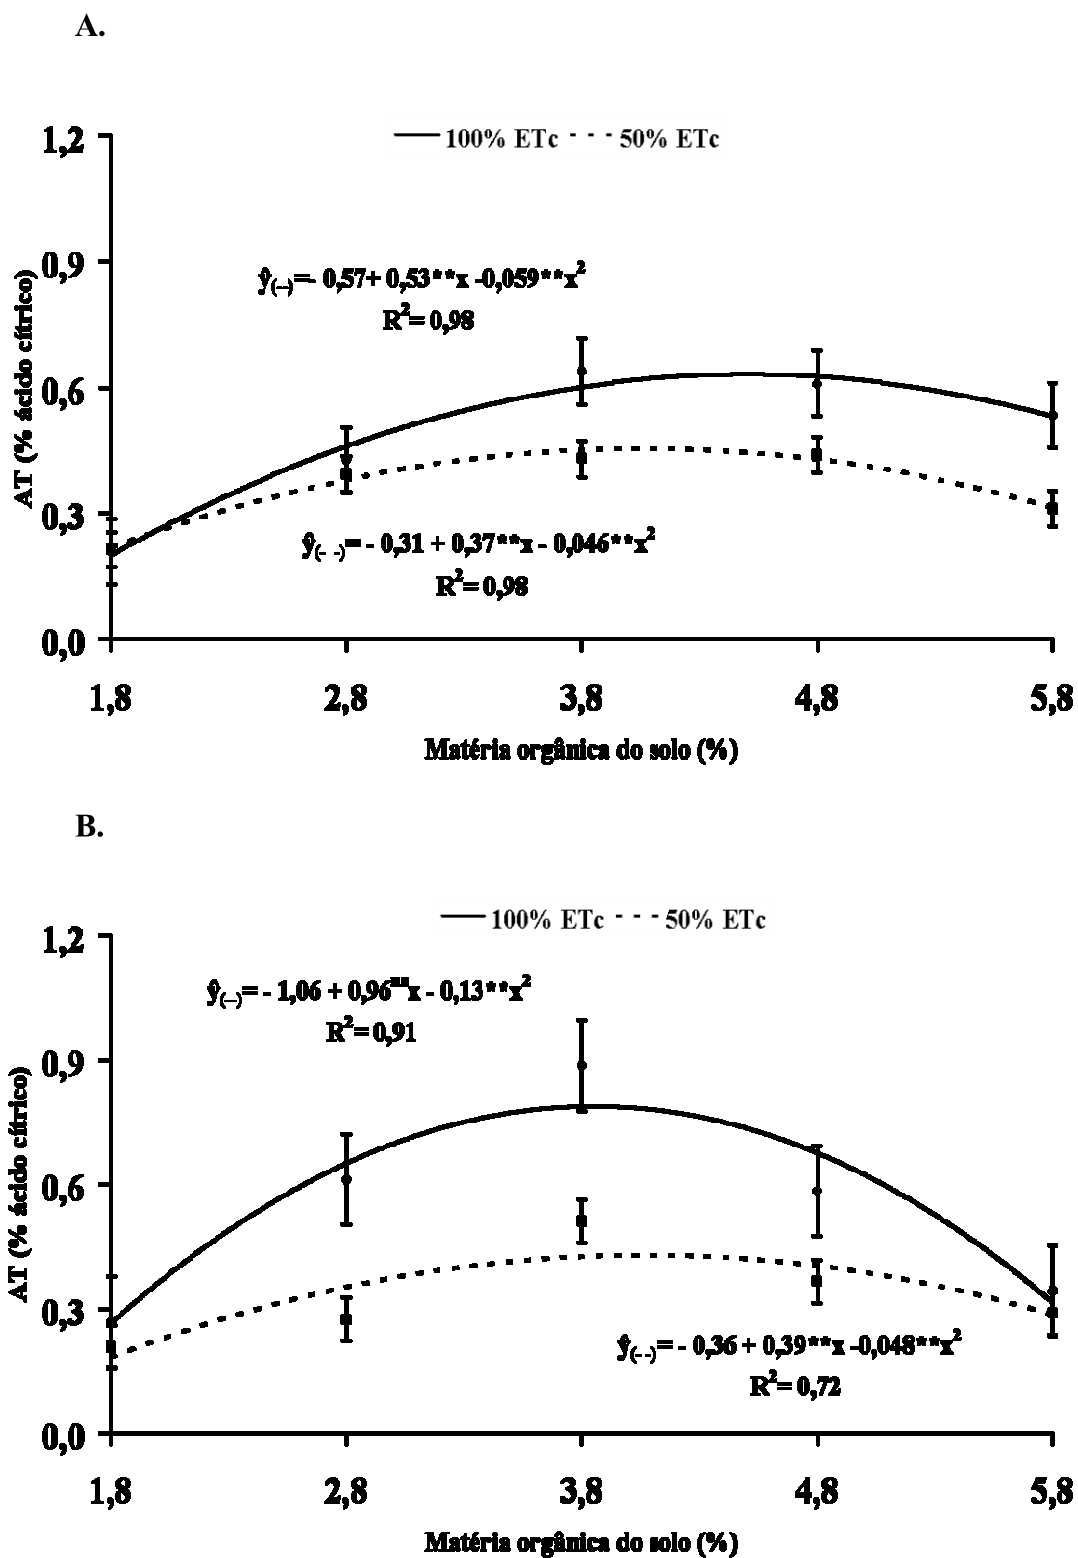 A.
100% ETc 50% ETc
1,2
0,9
0,6
0,3
0,0
AT (% ácido cítrico)
ŷ(–)=- 0,57+ 0,53**x -0,059**x²
R²= 0,98
ŷ(- -)= - 0,31 + 0,37**x - 0,046**x²
R²= 0,98
1,8 2,8 3,8 4,8 5,8
Matéria orgânica do solo (%)
B.
100% ETc 50% ETc
1,2
0,9
0,6
0,3
0,0
AT (% ácido cítrico)
ŷ(–)= - 1,06 + 0,96**x - 0,13**x²
R²= 0,91
ŷ(- -)= - 0,36 + 0,39**x -0,048**x²
R²= 0,72
1,8 2,8 3,8 4,8 5,8
Matéria orgânica do solo (%)